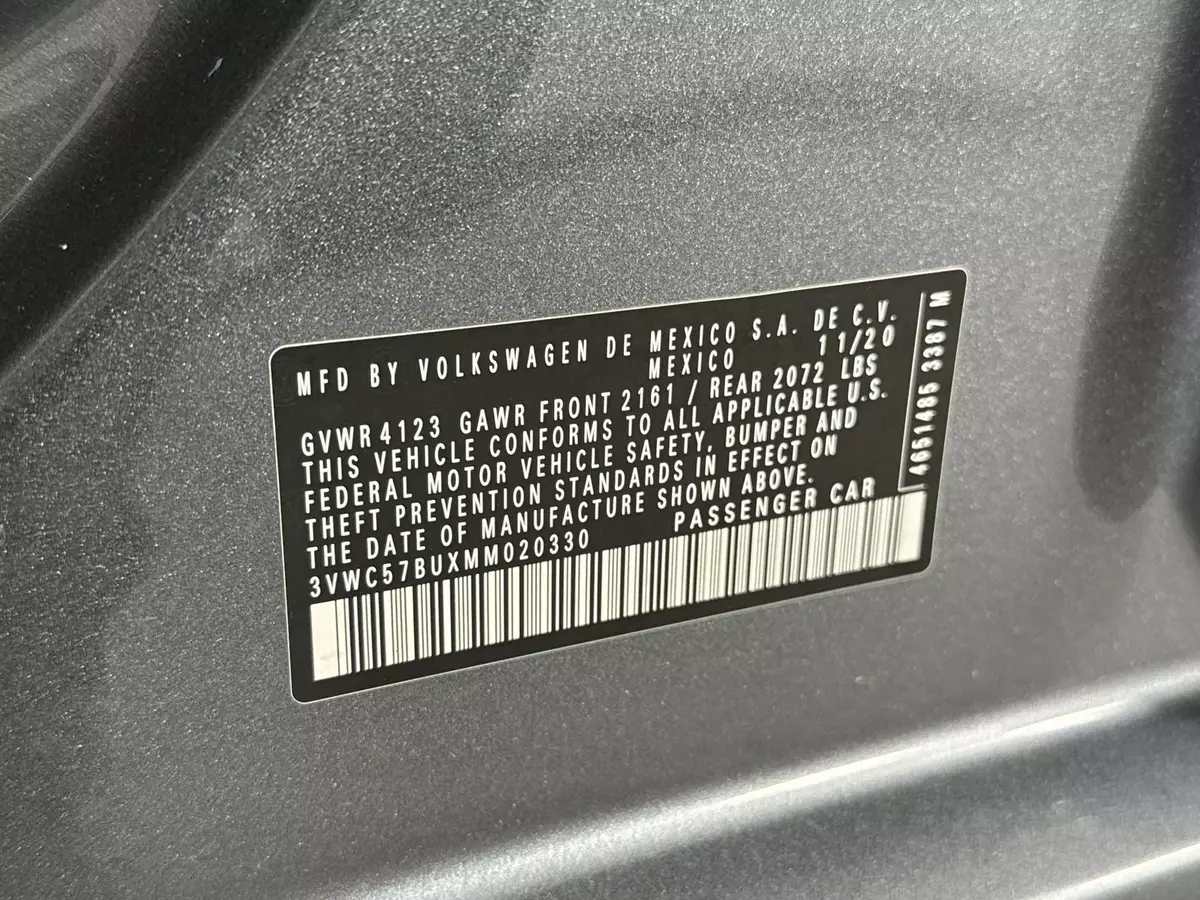 MFD BY VOLKSWAGEN DE MEXICO S.A. DE C.V.
MEXICO 11/20
GVWR 4123 GAWR FRONT 2161 / REAR 2072 LBS
THIS VEHICLE CONFORMS TO ALL APPLICABLE U.S.
FEDERAL MOTOR VEHICLE SAFETY, BUMPER AND
THEFT PREVENTION STANDARDS IN EFFECT ON
THE DATE OF MANUFACTURE SHOWN ABOVE.
3VWC57BUXMM020330 PASSENGER CAR
4651485 3387 M